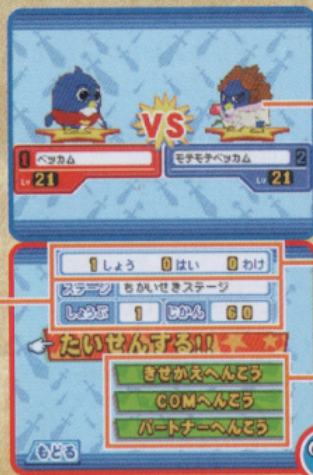 VS
1 ベッカム
モテモテベッカム 2
Lv 21
Lv 21
1しょう 0はい 0わけ
ステージ ちかいせきステージ
しょうぶ 1 じかん 60
たいせんする!!
きせかえへんこう
COMへんこう
パートナーへんこう
もどる